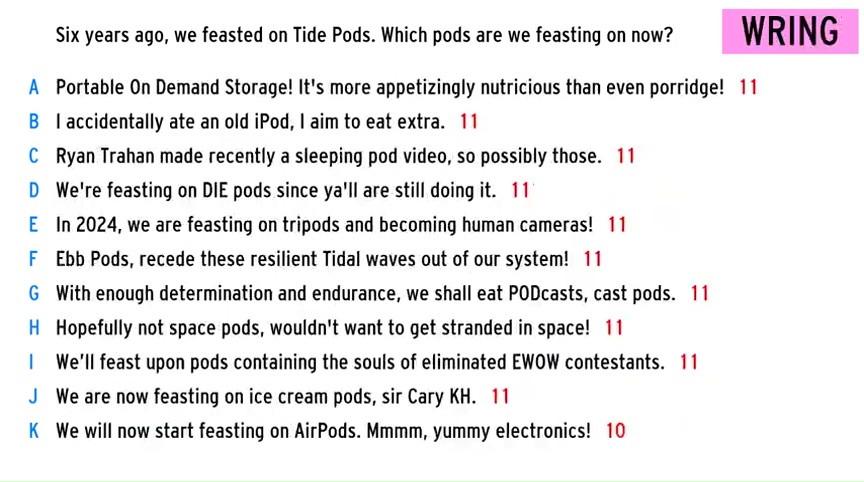 Six years ago, we feasted on Tide Pods. Which pods are we feasting on now?
WRING
A Portable On Demand Storage! It's more appetizingly nutricious than even porridge! 11
B I accidentally ate an old iPod, I aim to eat extra. 11
C Ryan Trahan made recently a sleeping pod video, so possibly those. 11
D We're feasting on DIE pods since ya'll are still doing it. 11
E In 2024, we are feasting on tripods and becoming human cameras! 11
F Ebb Pods, recede these resilient Tidal waves out of our system! 11
G With enough determination and endurance, we shall eat PODcasts, cast pods. 11
H Hopefully not space pods, wouldn't want to get stranded in space! 11
I We'll feast upon pods containing the souls of eliminated EWOW contestants. 11
J We are now feasting on ice cream pods, sir Cary KH. 11
K We will now start feasting on AirPods. Mmmm, yummy electronics! 10